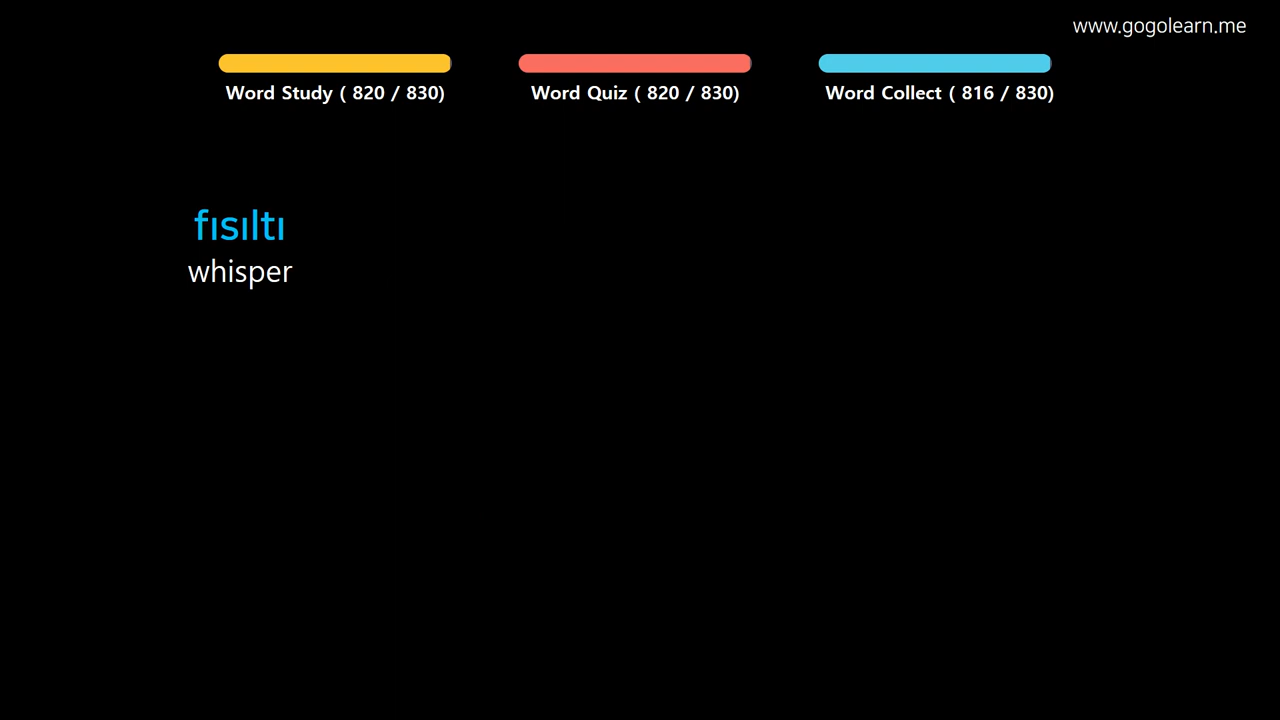 www.gogolearn.me
Word Study ( 820 / 830)
Word Quiz ( 820 / 830)
Word Collect ( 816 / 830)
fısıltı
whisper